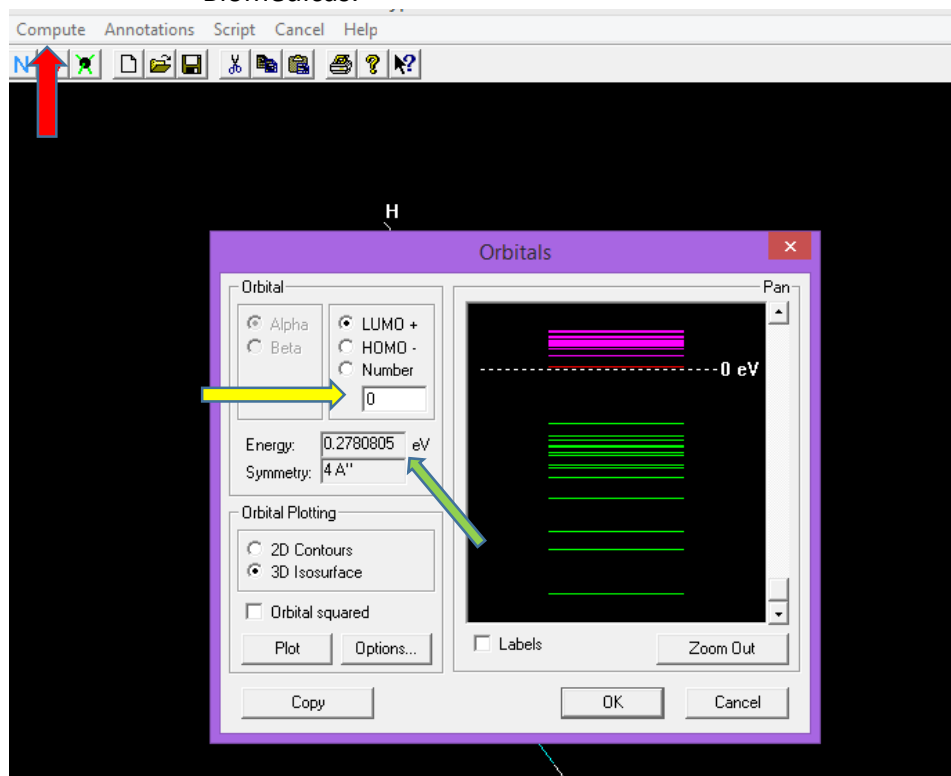 Biomédicas.
Compute Annotations Script Cancel Help
N
H
Orbitals
Orbital
Pan
Alpha
LUMO +
Beta
HOMO -
Number
0 eV
0
Energy: 0.2780805 eV
Symmetry: 4 A''
Orbital Plotting
2D Contours
3D Isosurface
Orbital squared
Plot
Options...
Labels
Zoom Out
Copy
OK
Cancel